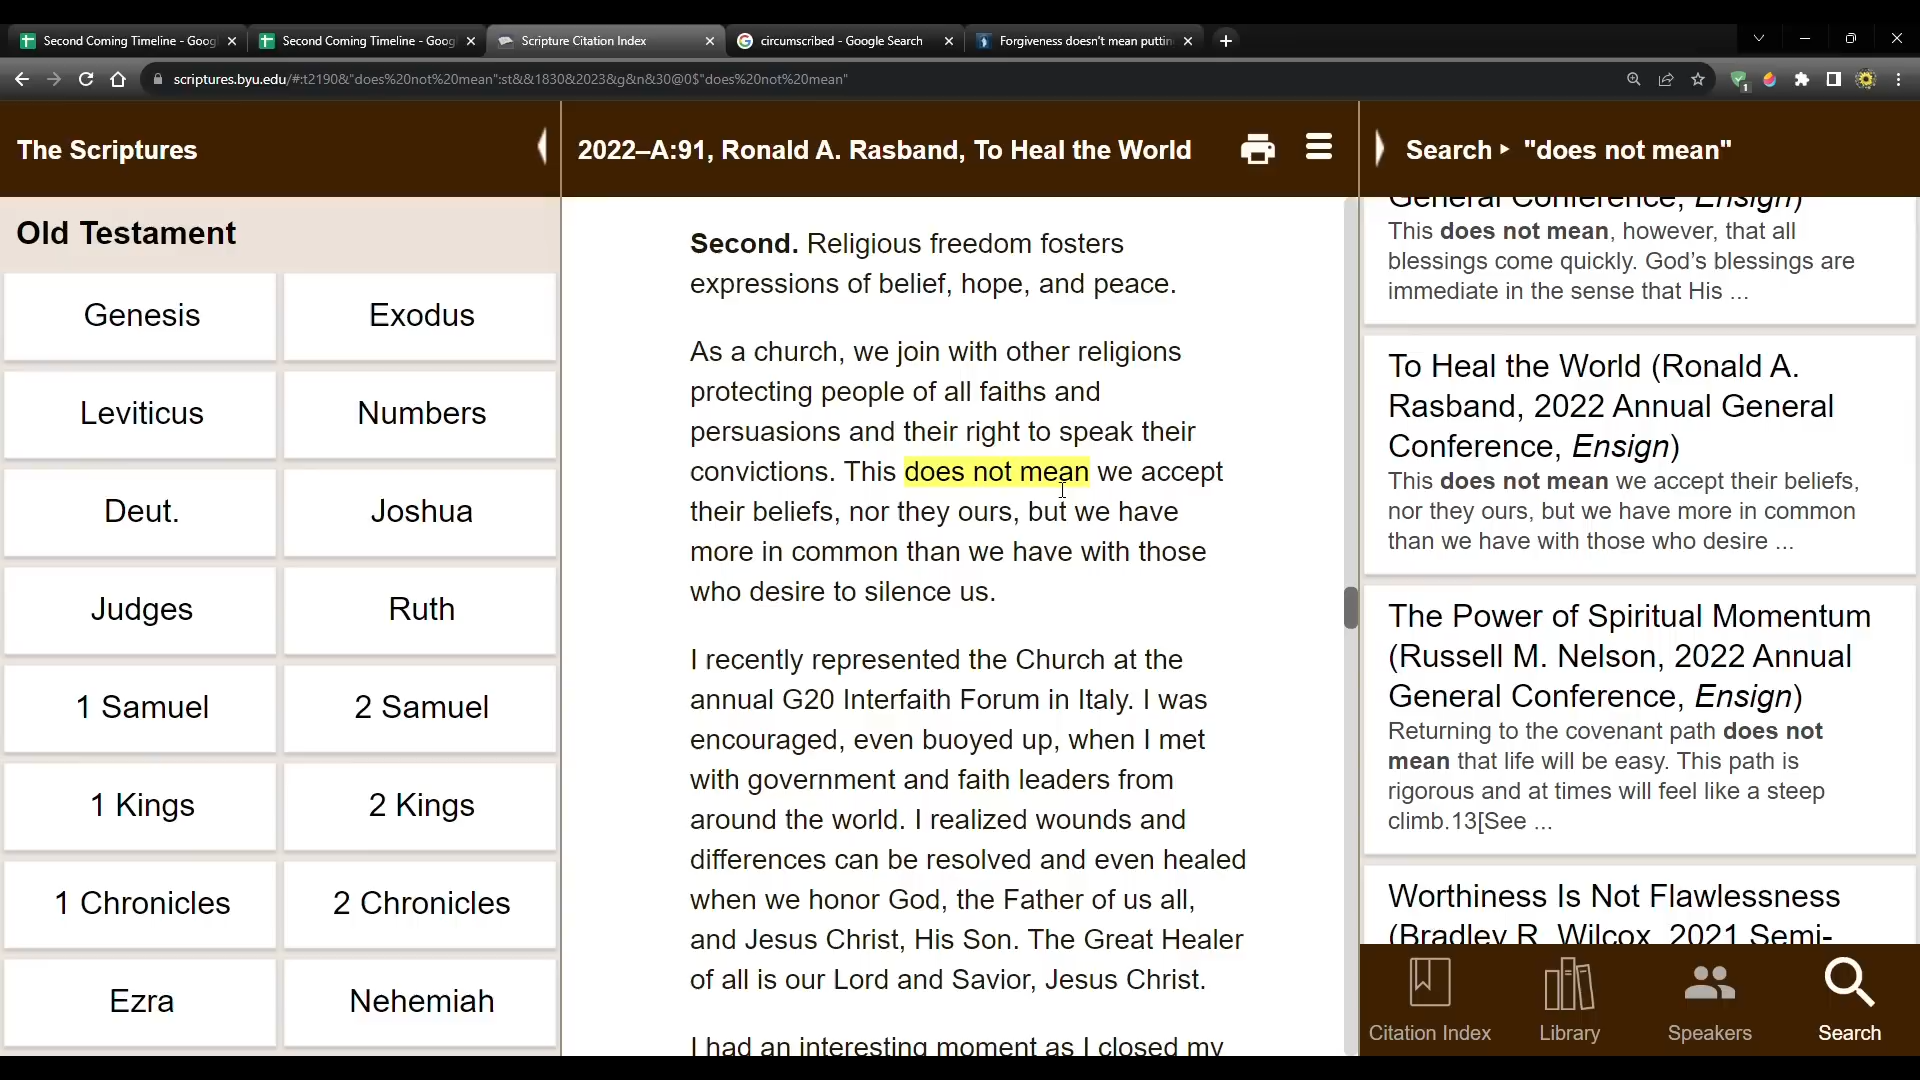 Second Coming Timeline - Goog
Second Coming Timeline - Goog
Scripture Citation Index
circumscribed - Google Search
Forgiveness doesn't mean puttin
scriptures.byu.edu/#:t2190&"does%20not%20mean":st&&1830&2023&g&n&30@0$"does%20not%20mean"
1
The Scriptures
Old Testament
Genesis
Exodus
Leviticus
Numbers
Deut.
Joshua
Judges
Ruth
1 Samuel
2 Samuel
1 Kings
2 Kings
1 Chronicles
2 Chronicles
Ezra
Nehemiah
2022–A:91, Ronald A. Rasband, To Heal the World
Second. Religious freedom fosters
expressions of belief, hope, and peace.
As a church, we join with other religions
protecting people of all faiths and
persuasions and their right to speak their
convictions. This does not mean we accept
their beliefs, nor they ours, but we have
more in common than we have with those
who desire to silence us.
I recently represented the Church at the
annual G20 Interfaith Forum in Italy. I was
encouraged, even buoyed up, when I met
with government and faith leaders from
around the world. I realized wounds and
differences can be resolved and even healed
when we honor God, the Father of us all,
and Jesus Christ, His Son. The Great Healer
of all is our Lord and Savior, Jesus Christ.
I had an interesting moment as I closed my
Search ▸ "does not mean"
General Conference, Ensign)
This does not mean, however, that all
blessings come quickly. God's blessings are
immediate in the sense that His ...
To Heal the World (Ronald A.
Rasband, 2022 Annual General
Conference, Ensign)
This does not mean we accept their beliefs,
nor they ours, but we have more in common
than we have with those who desire ...
The Power of Spiritual Momentum
(Russell M. Nelson, 2022 Annual
General Conference, Ensign)
Returning to the covenant path does not
mean that life will be easy. This path is
rigorous and at times will feel like a steep
climb.13[See ...
Worthiness Is Not Flawlessness
(Bradley R. Wilcox, 2021 Semi-
Citation Index
Library
Speakers
Search